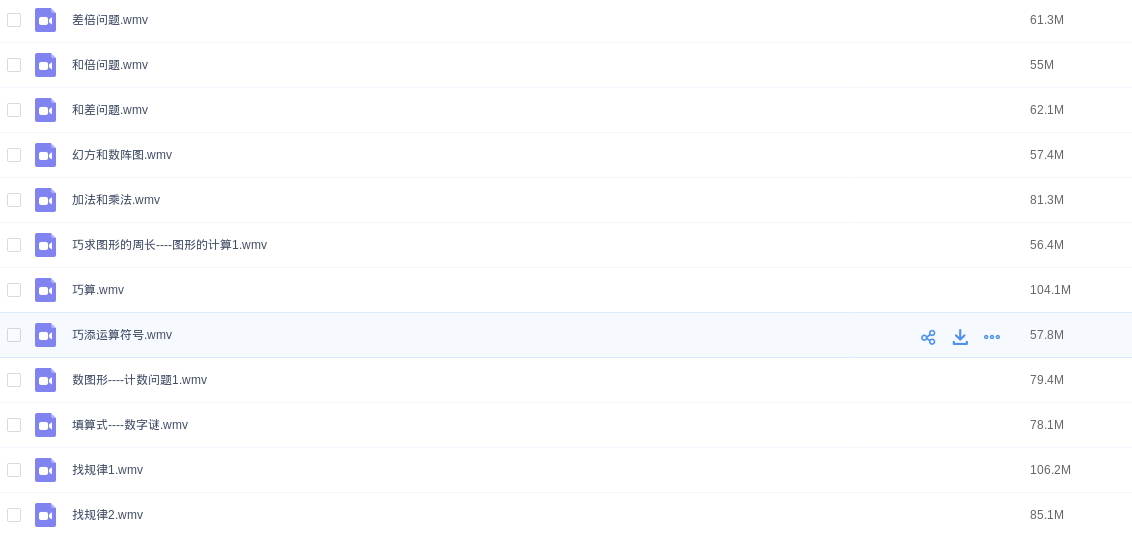 差倍问题.wmv 61.3M
和倍问题.wmv 55M
和差问题.wmv 62.1M
幻方和数阵图.wmv 57.4M
加法和乘法.wmv 81.3M
巧求图形的周长----图形的计算1.wmv 56.4M
巧算.wmv 104.1M
巧添运算符号.wmv 57.8M
数图形----计数问题1.wmv 79.4M
填算式----数字谜.wmv 78.1M
找规律1.wmv 106.2M
找规律2.wmv 85.1M